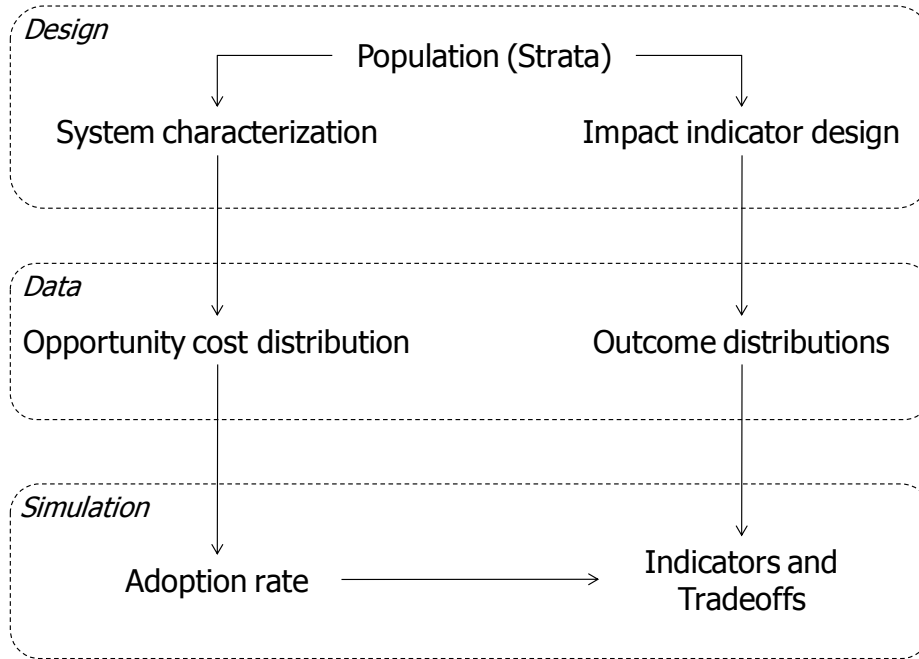 Design
Population (Strata)
System characterization
Impact indicator design
Data
Opportunity cost distribution
Outcome distributions
Simulation
Adoption rate
Indicators and
Tradeoffs